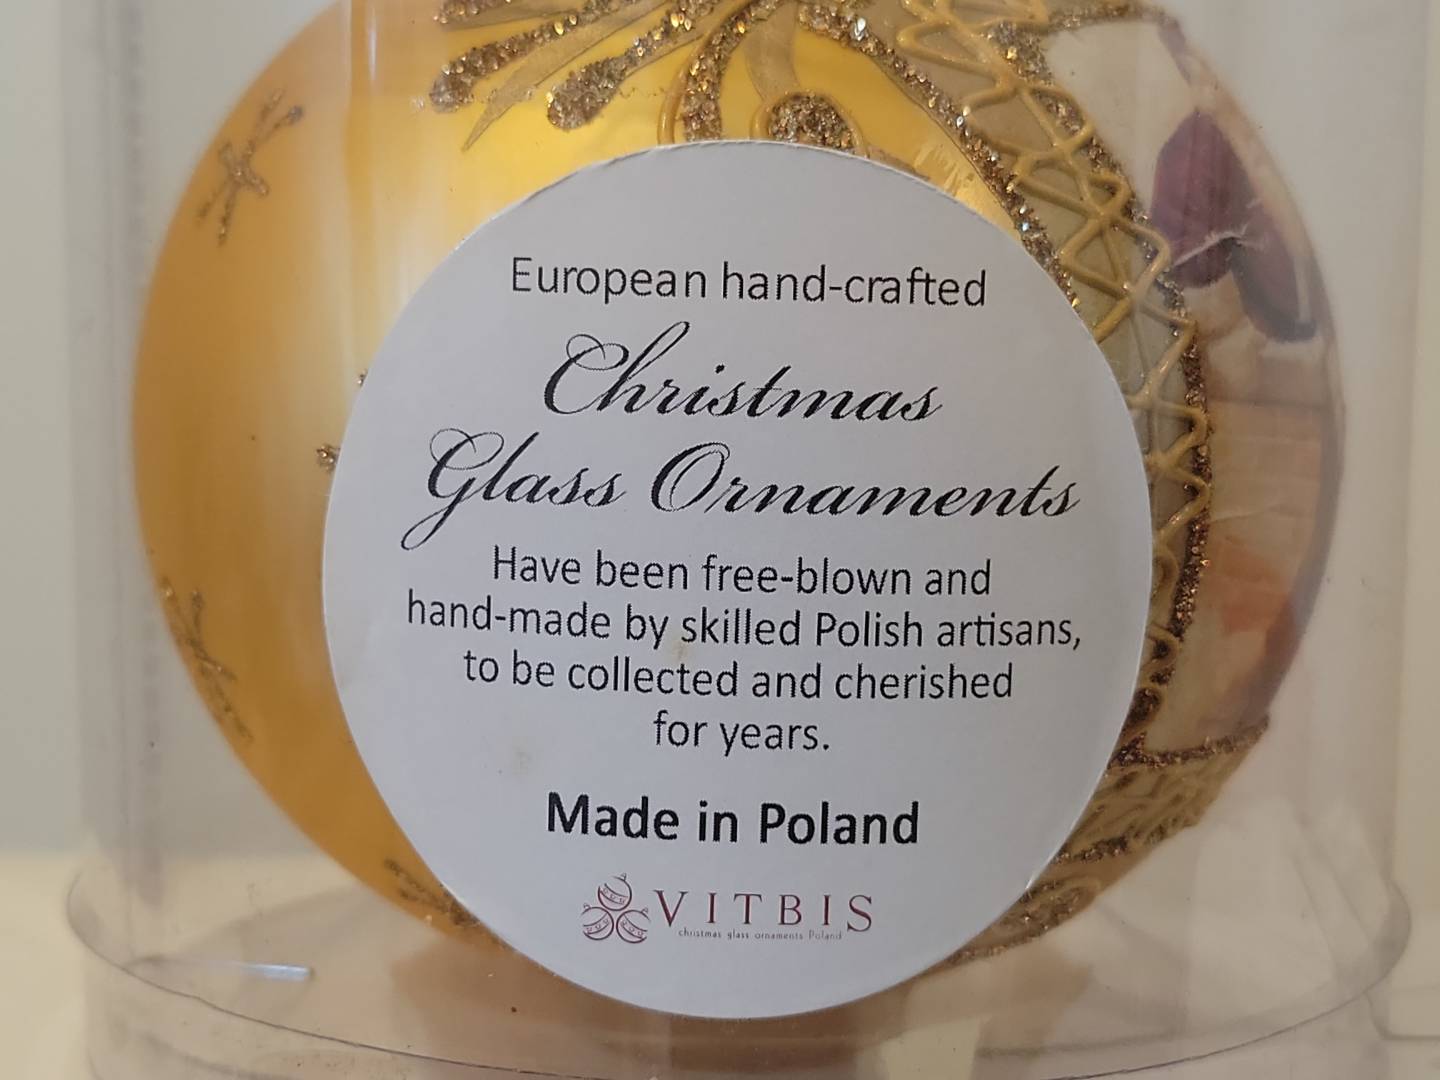 European hand-crafted
Christmas
Glass Ornaments
Have been free-blown and
hand-made by skilled Polish artisans,
to be collected and cherished
for years.
Made in Poland
VITBIS
christmas glass ornaments Poland